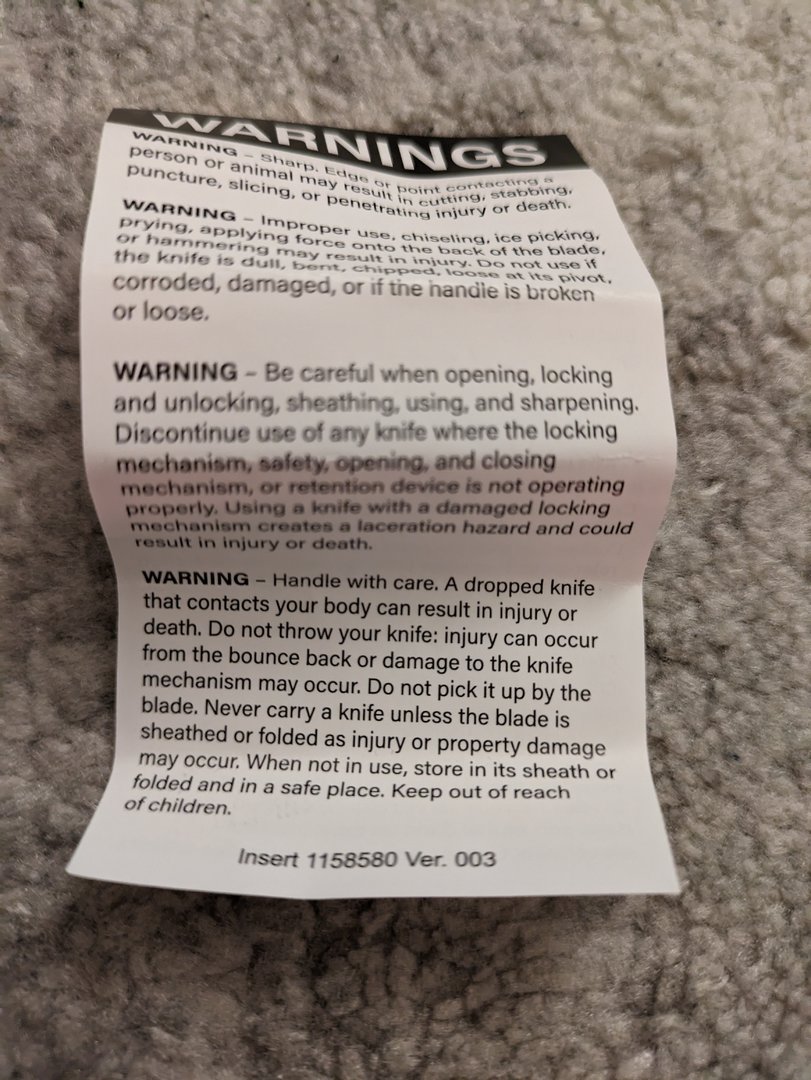 WARNINGS
WARNING – Sharp. Edge or point contacting a
person or animal may result in cutting, stabbing,
puncture, slicing, or penetrating injury or death.
WARNING – Improper use, chiseling, ice picking,
prying, applying force onto the back of the blade,
or hammering may result in injury. Do not use if
the knife is dull, bent, chipped, loose at its pivot,
corroded, damaged, or if the handle is broken
or loose.
WARNING – Be careful when opening, locking
and unlocking, sheathing, using, and sharpening.
Discontinue use of any knife where the locking
mechanism, safety, opening, and closing
mechanism, or retention device is not operating
properly. Using a knife with a damaged locking
mechanism creates a laceration hazard and could
result in injury or death.
WARNING – Handle with care. A dropped knife
that contacts your body can result in injury or
death. Do not throw your knife: injury can occur
from the bounce back or damage to the knife
mechanism may occur. Do not pick it up by the
blade. Never carry a knife unless the blade is
sheathed or folded as injury or property damage
may occur. When not in use, store in its sheath or
folded and in a safe place. Keep out of reach
of children.
Insert 1158580 Ver. 003